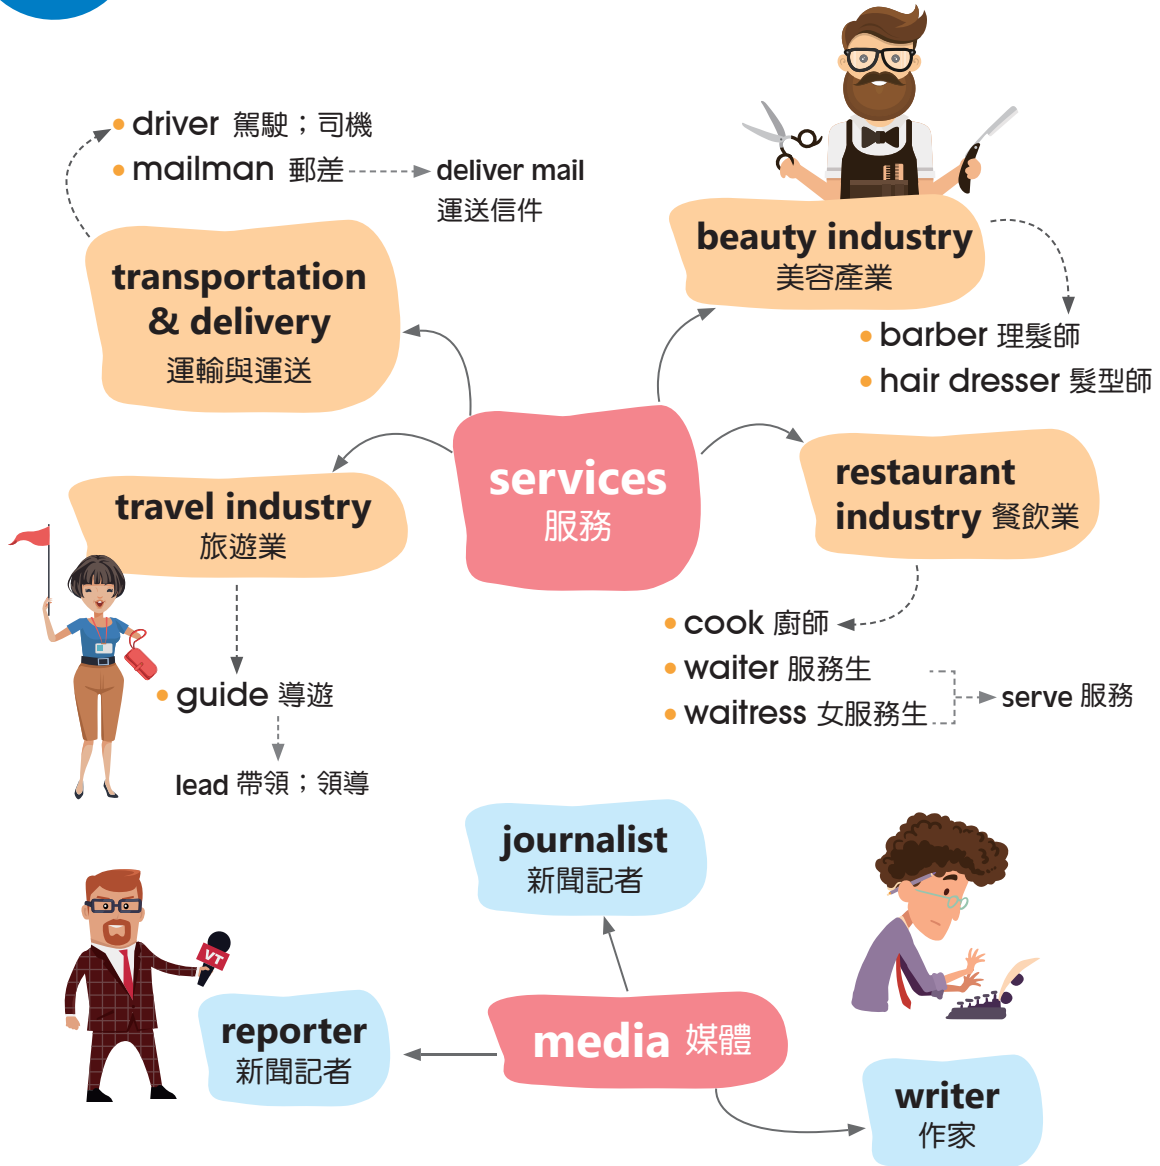 driver 駕駛；司機
mailman 郵差
deliver mail
運送信件
transportation
& delivery
運輸與運送
beauty industry
美容產業
barber 理髮師
hair dresser 髮型師
services
服務
travel industry
旅遊業
guide 導遊
lead 帶領；領導
restaurant
industry 餐飲業
cook 廚師
waiter 服務生
waitress 女服務生
serve 服務
journalist
新聞記者
VT
reporter
新聞記者
media 媒體
writer
作家